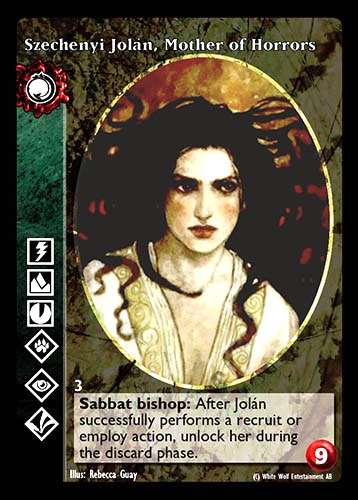 Szechenyi Jolán, Mother of Horrors
3
Sabbat bishop: After Jolán
successfully performs a recruit or
employ action, unlock her during
the discard phase.
9
Illus: Rebecca Guay
(C) White Wolf Entertainment AB